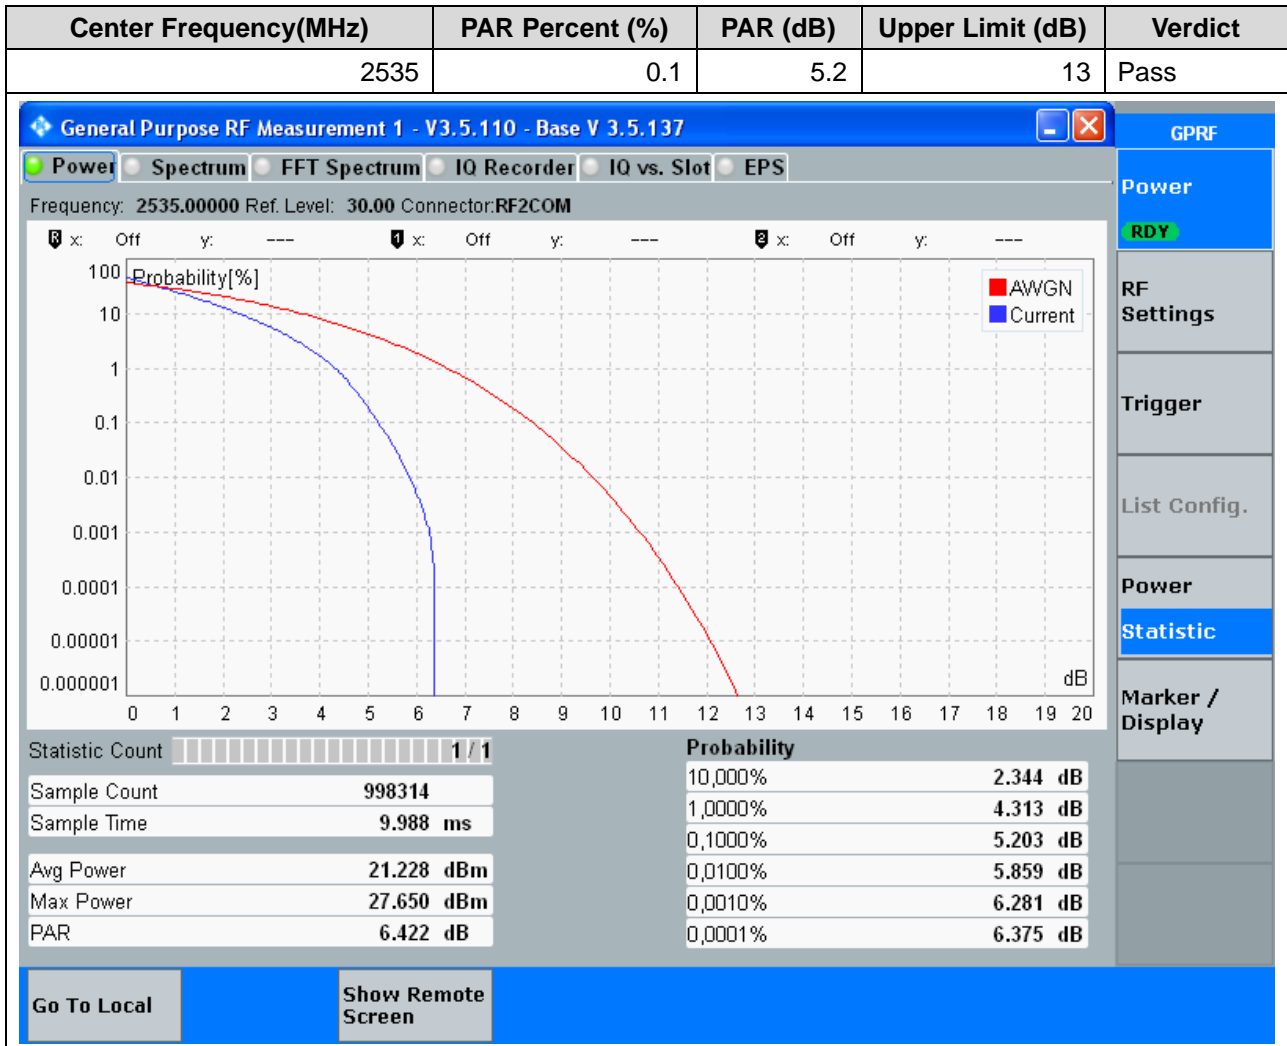 Center Frequency(MHz) PAR Percent (%) PAR (dB) Upper Limit (dB) Verdict
2535 0.1 5.2 13 Pass
General Purpose RF Measurement 1 - V3.5.110 - Base V 3.5.137
GPRF
Power Spectrum FFT Spectrum IQ Recorder IQ vs. Slot EPS
Power
RDY
Frequency: 2535.00000 Ref. Level: 30.00 Connector:RF2COM
R x: Off y: --- 1 x: Off y: --- 2 x: Off y: ---
Probability[%]
AWGN
Current
100
10
1
0.1
0.01
0.001
0.0001
0.00001
0.000001
dB
0 1 2 3 4 5 6 7 8 9 10 11 12 13 14 15 16 17 18 19 20
RF
Settings
Trigger
List Config.
Power
Statistic
Marker /
Display
Statistic Count 1 / 1
Sample Count 998314
Sample Time 9.988 ms
Avg Power 21.228 dBm
Max Power 27.650 dBm
PAR 6.422 dB
Probability
10,000% 2.344 dB
1,0000% 4.313 dB
0,1000% 5.203 dB
0,0100% 5.859 dB
0,0010% 6.281 dB
0,0001% 6.375 dB
Go To Local
Show Remote
Screen